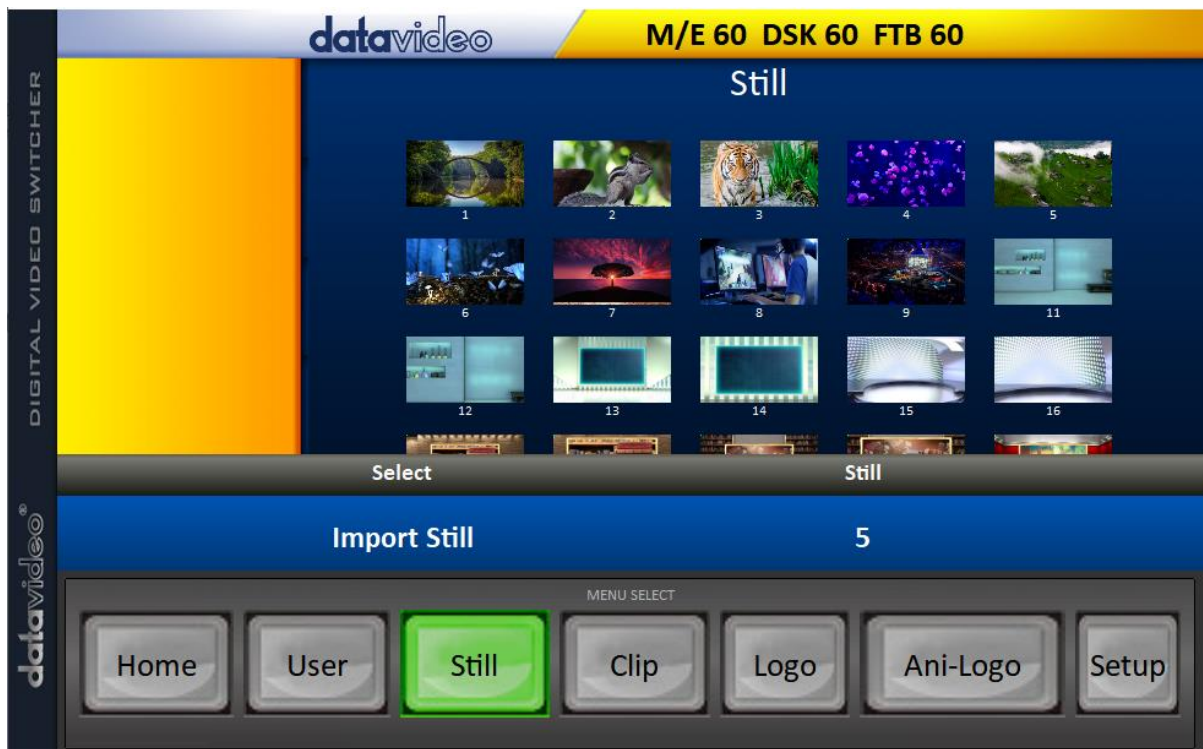 datavideo M/E 60 DSK 60 FTB 60
DIGITAL VIDEO SWITCHER
datavideo®
Still
1 2 3 4 5
6 7 8 9 11
12 13 14 15 16
Select Still
Import Still 5
MENU SELECT
Home User Still Clip Logo Ani-Logo Setup